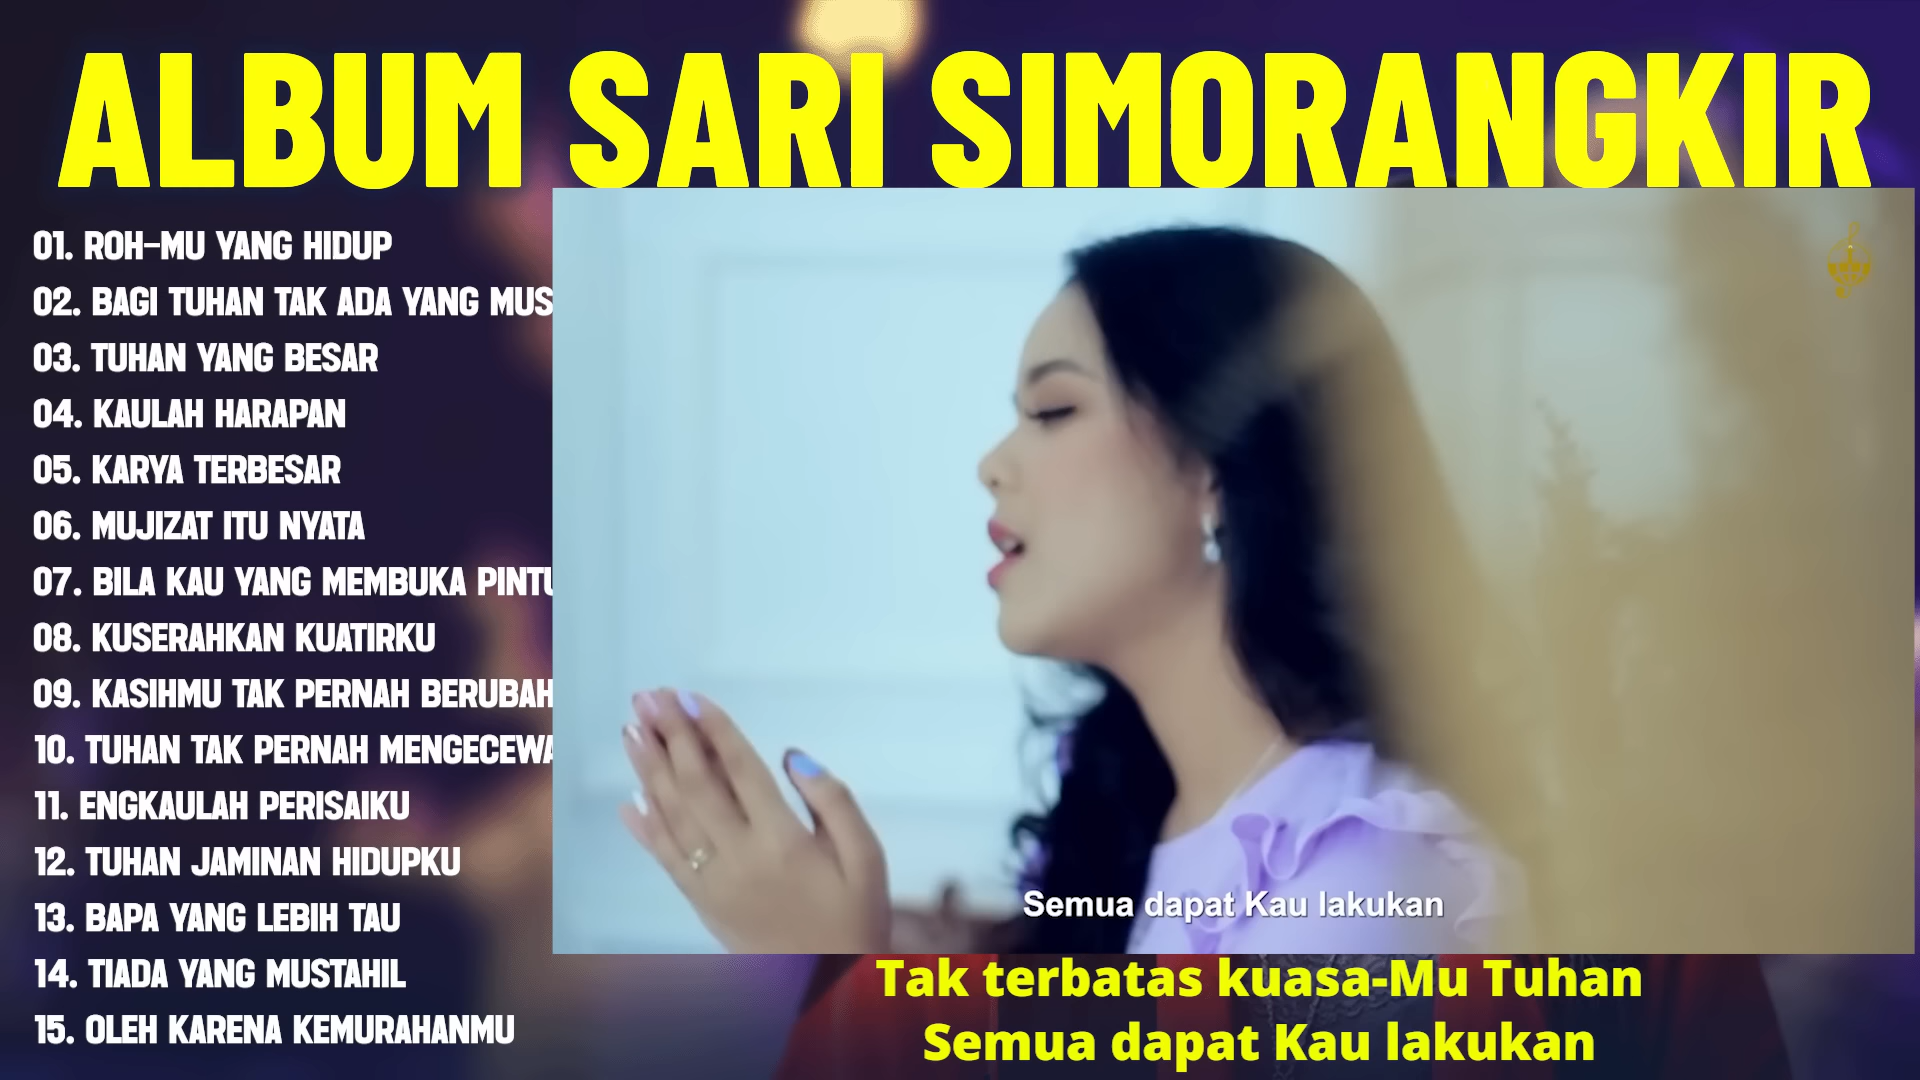 ALBUM SARI SIMORANGKIR
01. ROH-MU YANG HIDUP
02. BAGI TUHAN TAK ADA YANG MUS
03. TUHAN YANG BESAR
04. KAULAH HARAPAN
05. KARYA TERBESAR
06. MUJIZAT ITU NYATA
07. BILA KAU YANG MEMBUKA PINTU
08. KUSERAHKAN KUATIRKU
09. KASIHMU TAK PERNAH BERUBAH
10. TUHAN TAK PERNAH MENGECEWA
11. ENGKAULAH PERISAIKU
12. TUHAN JAMINAN HIDUPKU
13. BAPA YANG LEBIH TAU
14. TIADA YANG MUSTAHIL
15. OLEH KARENA KEMURAHANMU
Semua dapat Kau lakukan
Tak terbatas kuasa-Mu Tuhan
Semua dapat Kau lakukan